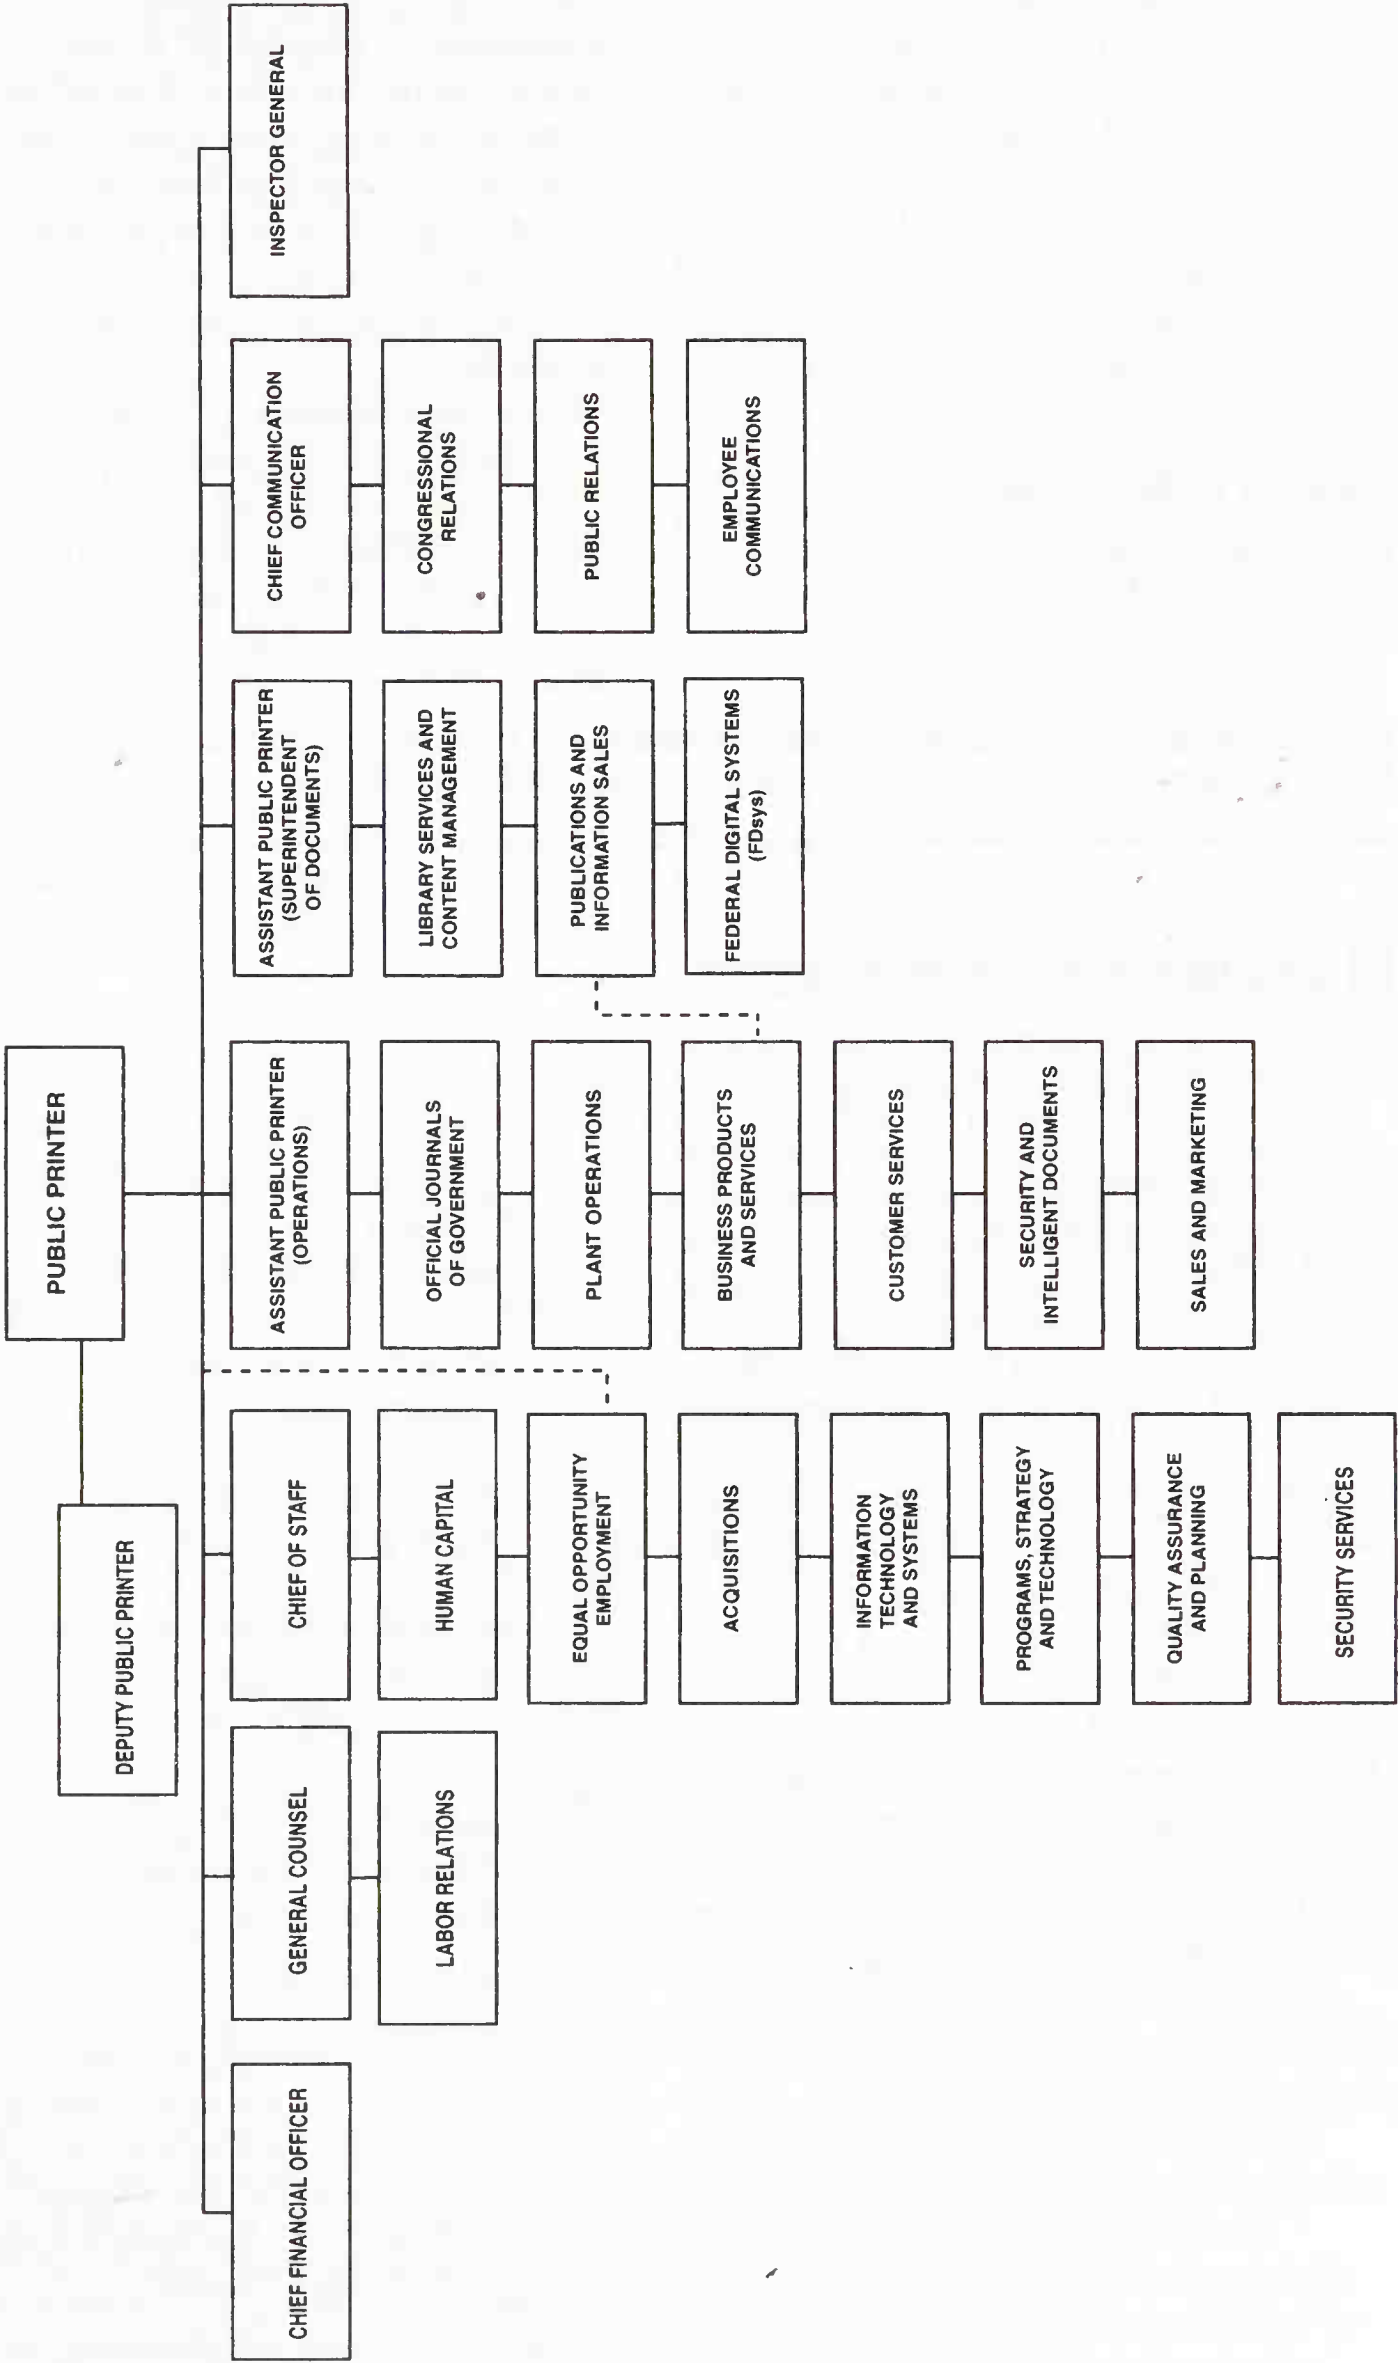 PUBLIC PRINTER
DEPUTY PUBLIC PRINTER
CHIEF FINANCIAL OFFICER
GENERAL COUNSEL
LABOR RELATIONS
CHIEF OF STAFF
HUMAN CAPITAL
EQUAL OPPORTUNITY
EMPLOYMENT
ACQUISITIONS
INFORMATION
TECHNOLOGY
AND SYSTEMS
PROGRAMS, STRATEGY
AND TECHNOLOGY
QUALITY ASSURANCE
AND PLANNING
SECURITY SERVICES
ASSISTANT PUBLIC PRINTER
(OPERATIONS)
OFFICIAL JOURNALS
OF GOVERNMENT
PLANT OPERATIONS
BUSINESS PRODUCTS
AND SERVICES
CUSTOMER SERVICES
SECURITY AND
INTELLIGENT DOCUMENTS
SALES AND MARKETING
ASSISTANT PUBLIC PRINTER
(SUPERINTENDENT
OF DOCUMENTS)
LIBRARY SERVICES AND
CONTENT MANAGEMENT
PUBLICATIONS AND
INFORMATION SALES
FEDERAL DIGITAL SYSTEMS
(FDsys)
CHIEF COMMUNICATION
OFFICER
CONGRESSIONAL
RELATIONS
PUBLIC RELATIONS
EMPLOYEE
COMMUNICATIONS
INSPECTOR GENERAL